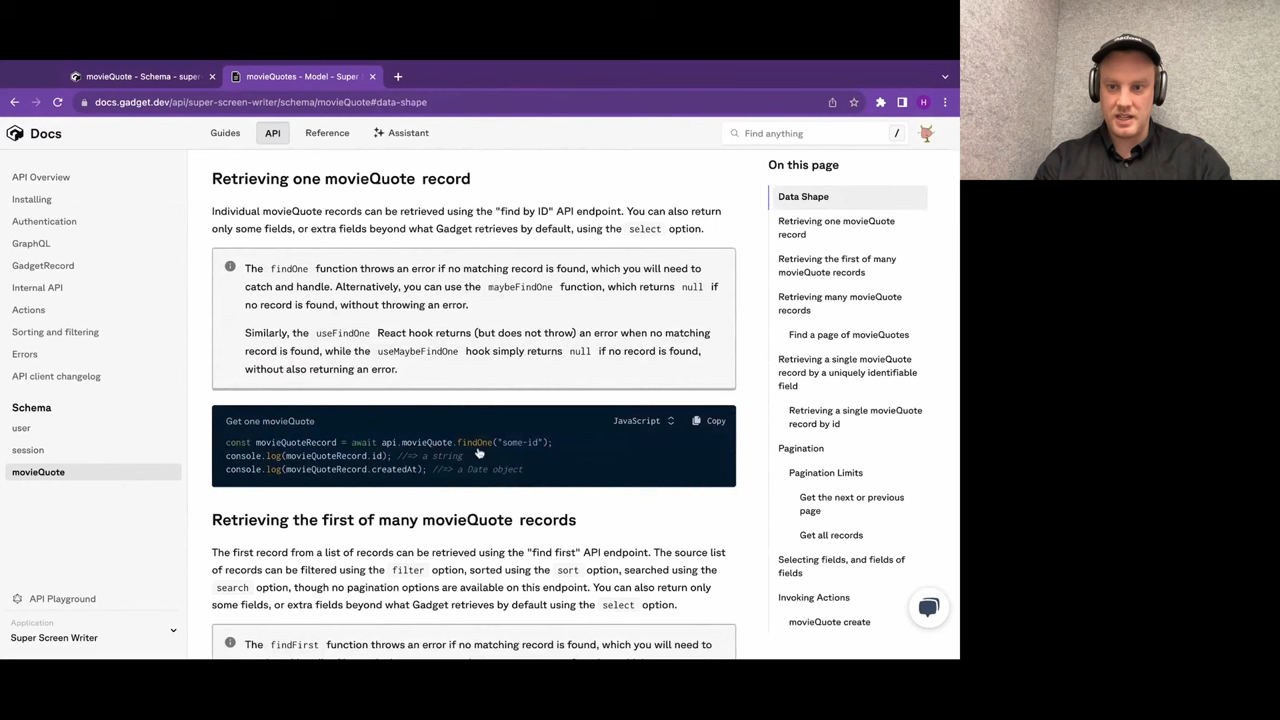 movieQuote - Schema - super
movieQuotes - Model - Super
docs.gadget.dev/api/super-screen-writer/schema/movieQuote#data-shape
H
Docs
Guides
API
Reference
Assistant
Find anything
/
API Overview
Installing
Authentication
GraphQL
GadgetRecord
Internal API
Actions
Sorting and filtering
Errors
API client changelog
Schema
user
session
movieQuote
API Playground
Application
Super Screen Writer
Retrieving one movieQuote record
Individual movieQuote records can be retrieved using the "find by ID" API endpoint. You can also return
only some fields, or extra fields beyond what Gadget retrieves by default, using the select option.
The findOne function throws an error if no matching record is found, which you will need to
catch and handle. Alternatively, you can use the maybeFindOne function, which returns null if
no record is found, without throwing an error.
Similarly, the useFindOne React hook returns (but does not throw) an error when no matching
record is found, while the useMaybeFindOne hook simply returns null if no record is found,
without also returning an error.
Get one movieQuote
JavaScript
Copy
const movieQuoteRecord = await api.movieQuote.findOne("some-id");
console.log(movieQuoteRecord.id); //=> a string
console.log(movieQuoteRecord.createdAt); //=> a Date object
Retrieving the first of many movieQuote records
The first record from a list of records can be retrieved using the "find first" API endpoint. The source list
of records can be filtered using the filter option, sorted using the sort option, searched using the
search option, though no pagination options are available on this endpoint. You can also return only
some fields, or extra fields beyond what Gadget retrieves by default using the select option.
The findFirst function throws an error if no matching record is found, which you will need to
On this page
Data Shape
Retrieving one movieQuote
record
Retrieving the first of many
movieQuote records
Retrieving many movieQuote
records
Find a page of movieQuotes
Retrieving a single movieQuote
record by a uniquely identifiable
field
Retrieving a single movieQuote
record by id
Pagination
Pagination Limits
Get the next or previous
page
Get all records
Selecting fields, and fields of
fields
Invoking Actions
movieQuote create